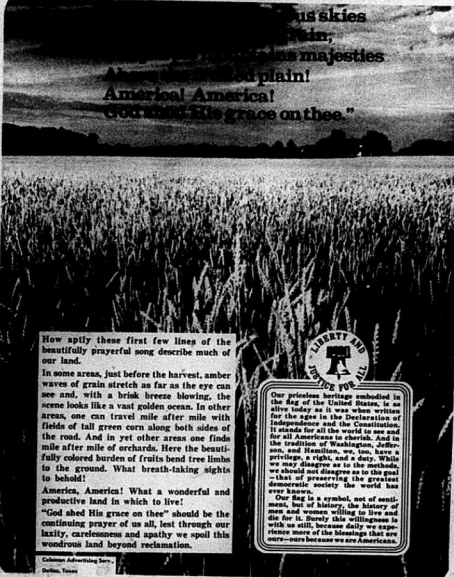 us skies
ain;
ins majesties
Above the fruited plain!
America! America!
God shed His grace on thee."
How aptly these first few lines of the
beautifully prayerful song describe much of
our land.
In some areas, just before the harvest, amber
waves of grain stretch as far as the eye can
see and, with a brisk breeze blowing, the
scene looks like a vast golden ocean. In other
areas, one can travel mile after mile with
fields of tall green corn along both sides of
the road. And in yet other areas one finds
mile after mile of orchards. Here the beauti-
fully colored burden of fruits bend tree limbs
to the ground. What breath-taking sights
to behold!
America, America! What a wonderful and
productive land in which to live!
"God shed His grace on thee" should be the
continuing prayer of us all, lest through our
laxity, carelessness and apathy we spoil this
wondrous land beyond reclamation.
Coleman Advertising Serv.,
Dallas, Texas
LIBERTY AND
JUSTICE FOR ALL
Our priceless heritage embodied in
the flag of the United States, is as
alive today as it was when written
for the ages in the Declaration of
Independence and the Constitution.
It stands for all the world to see and
for all Americans to cherish. And in
the tradition of Washington, Jeffer-
son, and Hamilton, we, too, have a
privilege, a right, and a duty. While
we may disagree as to the methods,
we should not disagree as to the goal
—that of preserving the greatest
democratic society the world has
ever known.
Our flag is a symbol, not of senti-
ment, but of history, the history of
men and women willing to live and
die for it. Surely this willingness is
with us still, because daily we expe-
rience more of the blessings that are
ours—ours because we are Americans.